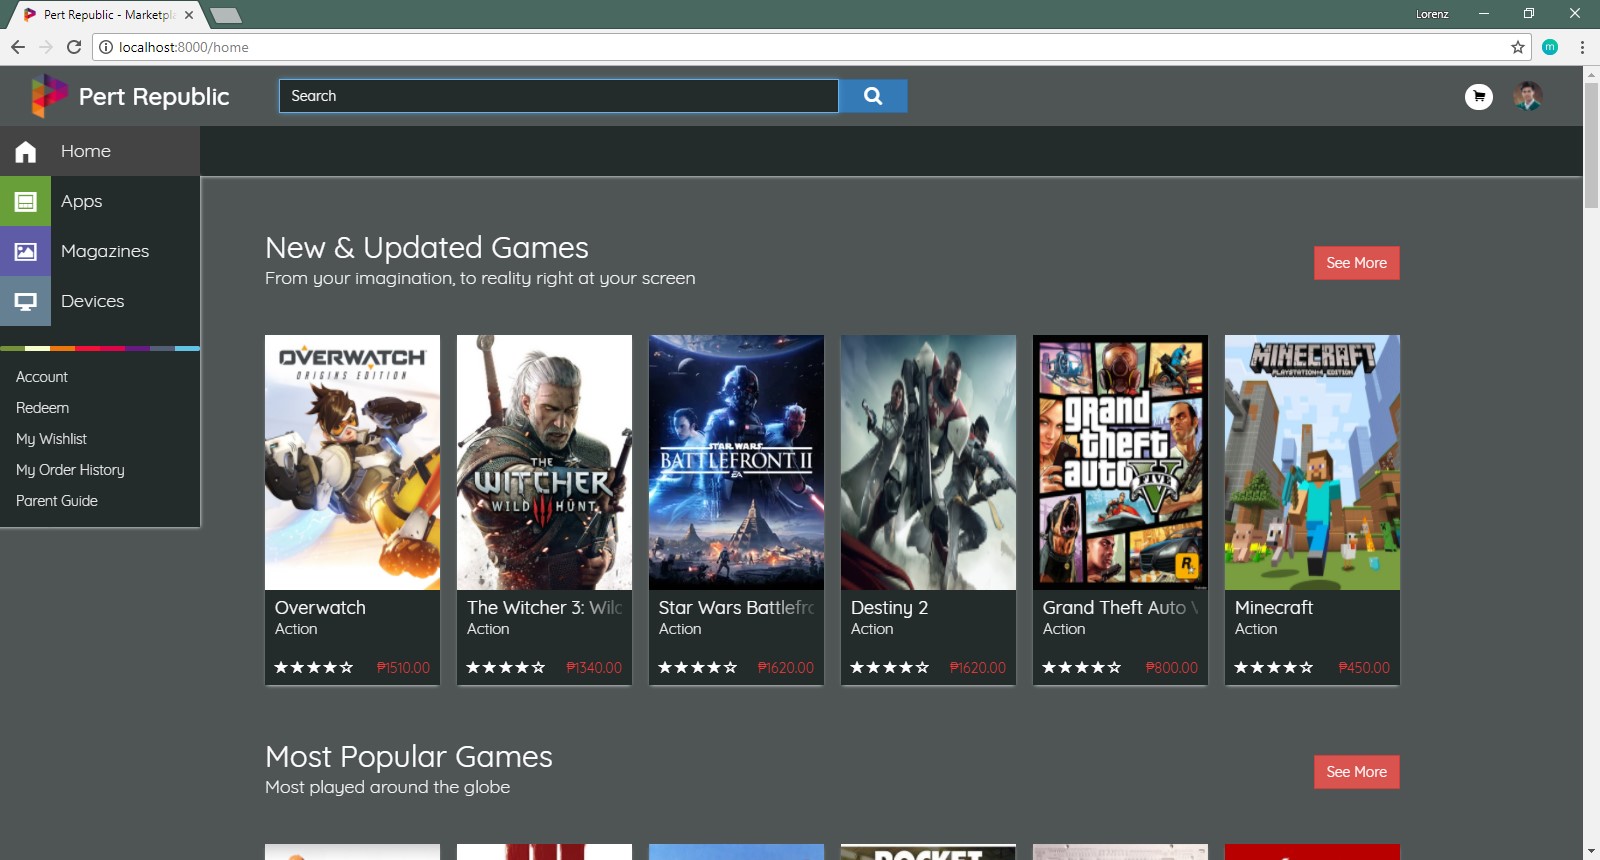 Pert Republic - Marketpl
Lorenz
localhost:8000/home
m
Pert Republic
Search
Home
Apps
Magazines
Devices
Account
Redeem
My Wishlist
My Order History
Parent Guide
New & Updated Games
From your imagination, to reality right at your screen
See More
OVERWATCH
ORIGINS EDITION
THE
WITCHER
WILD HUNT
STAR WARS
BATTLEFRONT II
EA
grand
theft
auto
V
FIVE
R
MINECRAFT
PLAYSTATION 4 EDITION
Overwatch
Action
₱1510.00
The Witcher 3: Wild
Action
₱1340.00
Star Wars Battlefro
Action
₱1620.00
Destiny 2
Action
₱1620.00
Grand Theft Auto V
Action
₱800.00
Minecraft
Action
₱450.00
Most Popular Games
Most played around the globe
See More
ROCKET